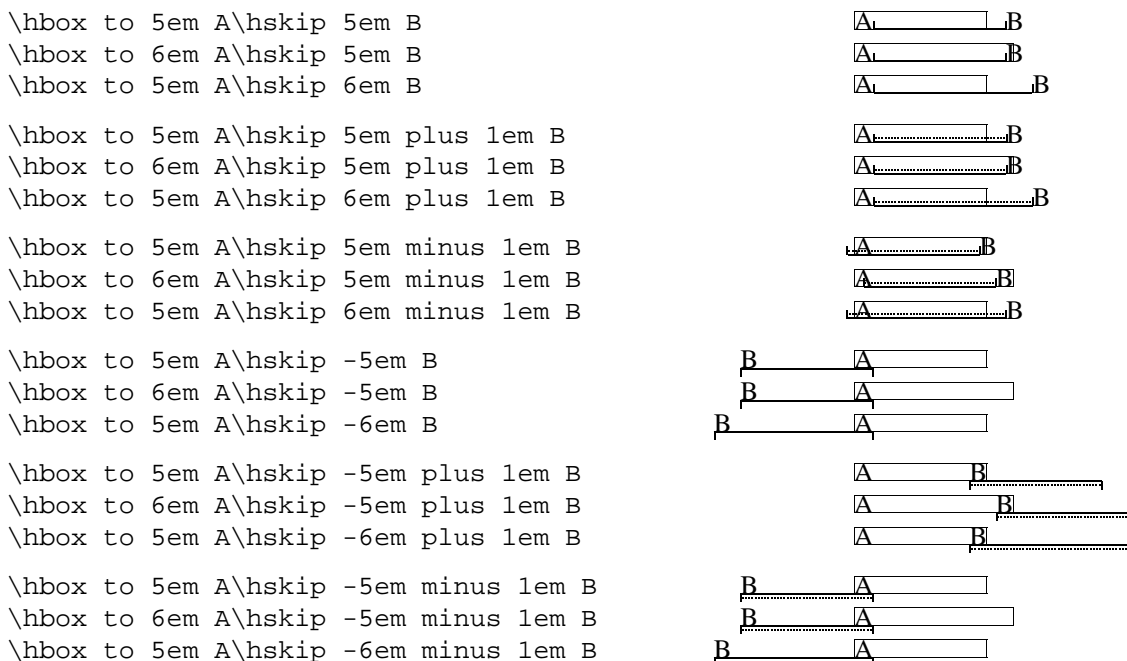 \hbox to 5em A\hskip 5em B A B
\hbox to 6em A\hskip 5em B A B
\hbox to 5em A\hskip 6em B A B
\hbox to 5em A\hskip 5em plus 1em B A B
\hbox to 6em A\hskip 5em plus 1em B A B
\hbox to 5em A\hskip 6em plus 1em B A B
\hbox to 5em A\hskip 5em minus 1em B A B
\hbox to 6em A\hskip 5em minus 1em B A B
\hbox to 5em A\hskip 6em minus 1em B A B
\hbox to 5em A\hskip -5em B B A
\hbox to 6em A\hskip -5em B B A
\hbox to 5em A\hskip -6em B B A
\hbox to 5em A\hskip -5em plus 1em B A B
\hbox to 6em A\hskip -5em plus 1em B A B
\hbox to 5em A\hskip -6em plus 1em B A B
\hbox to 5em A\hskip -5em minus 1em B B A
\hbox to 6em A\hskip -5em minus 1em B B A
\hbox to 5em A\hskip -6em minus 1em B B A